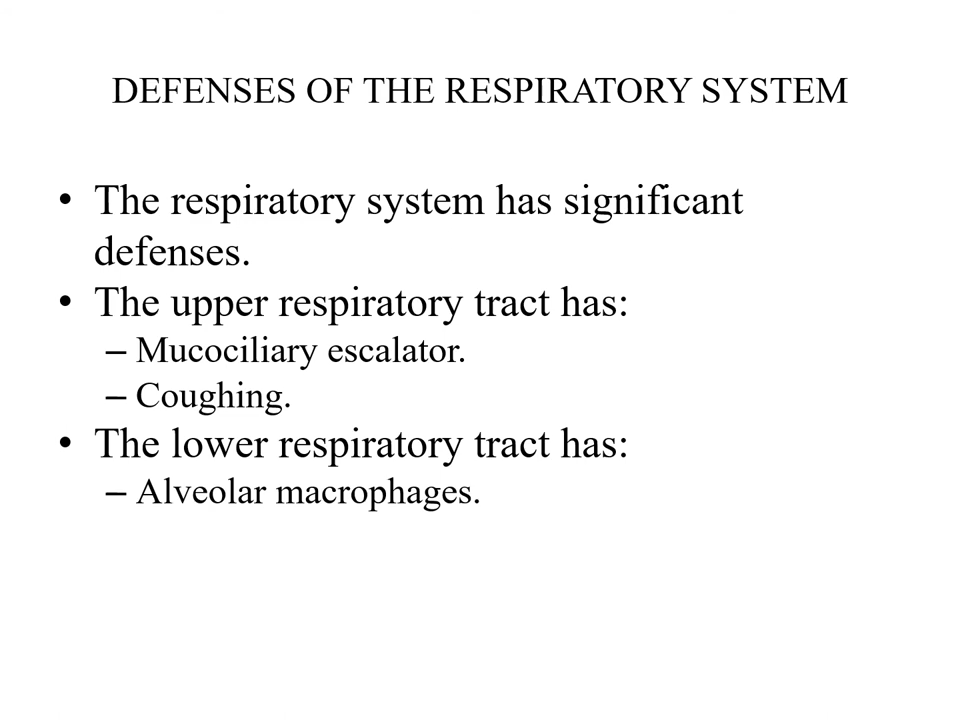 DEFENSES OF THE RESPIRATORY SYSTEM
• The respiratory system has significant
defenses.
• The upper respiratory tract has:
– Mucociliary escalator.
– Coughing.
• The lower respiratory tract has:
– Alveolar macrophages.